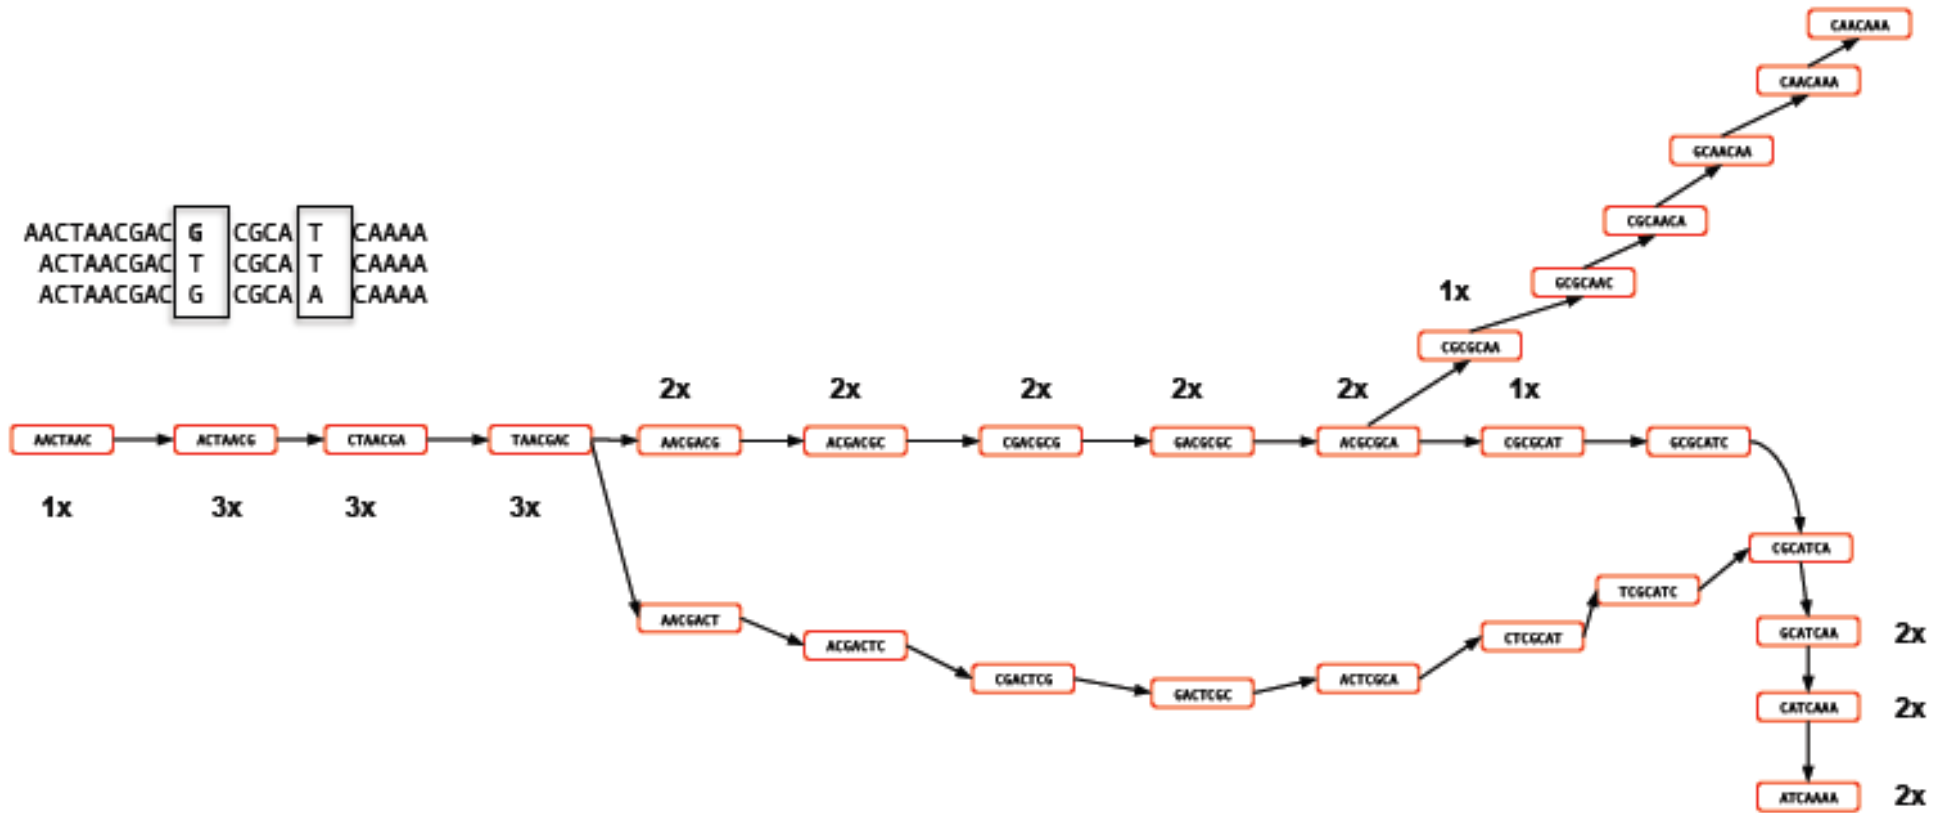 CAACAAA
CAACAAA
GCAACAA
CGCAACA
GCGCAAC
CGCGCAA
1x
AACTAACGAC G CGCA T CAAAA
ACTAACGAC T CGCA T CAAAA
ACTAACGAC G CGCA A CAAAA
2x 2x 2x 2x 2x 1x
AACTAAC ACTAACG CTAACGA TAACGAC AACGACG ACGACGC CGACGCG GACGCGC ACGCGCA CGCGCAT GCGCATC
1x 3x 3x 3x
CGCATCA
TCGCATC
AACGACT ACGACTC CGACTCG GACTCGC ACTCGCA CTCGCAT
GCATCAA 2x
CATCAAA 2x
ATCAAAA 2x